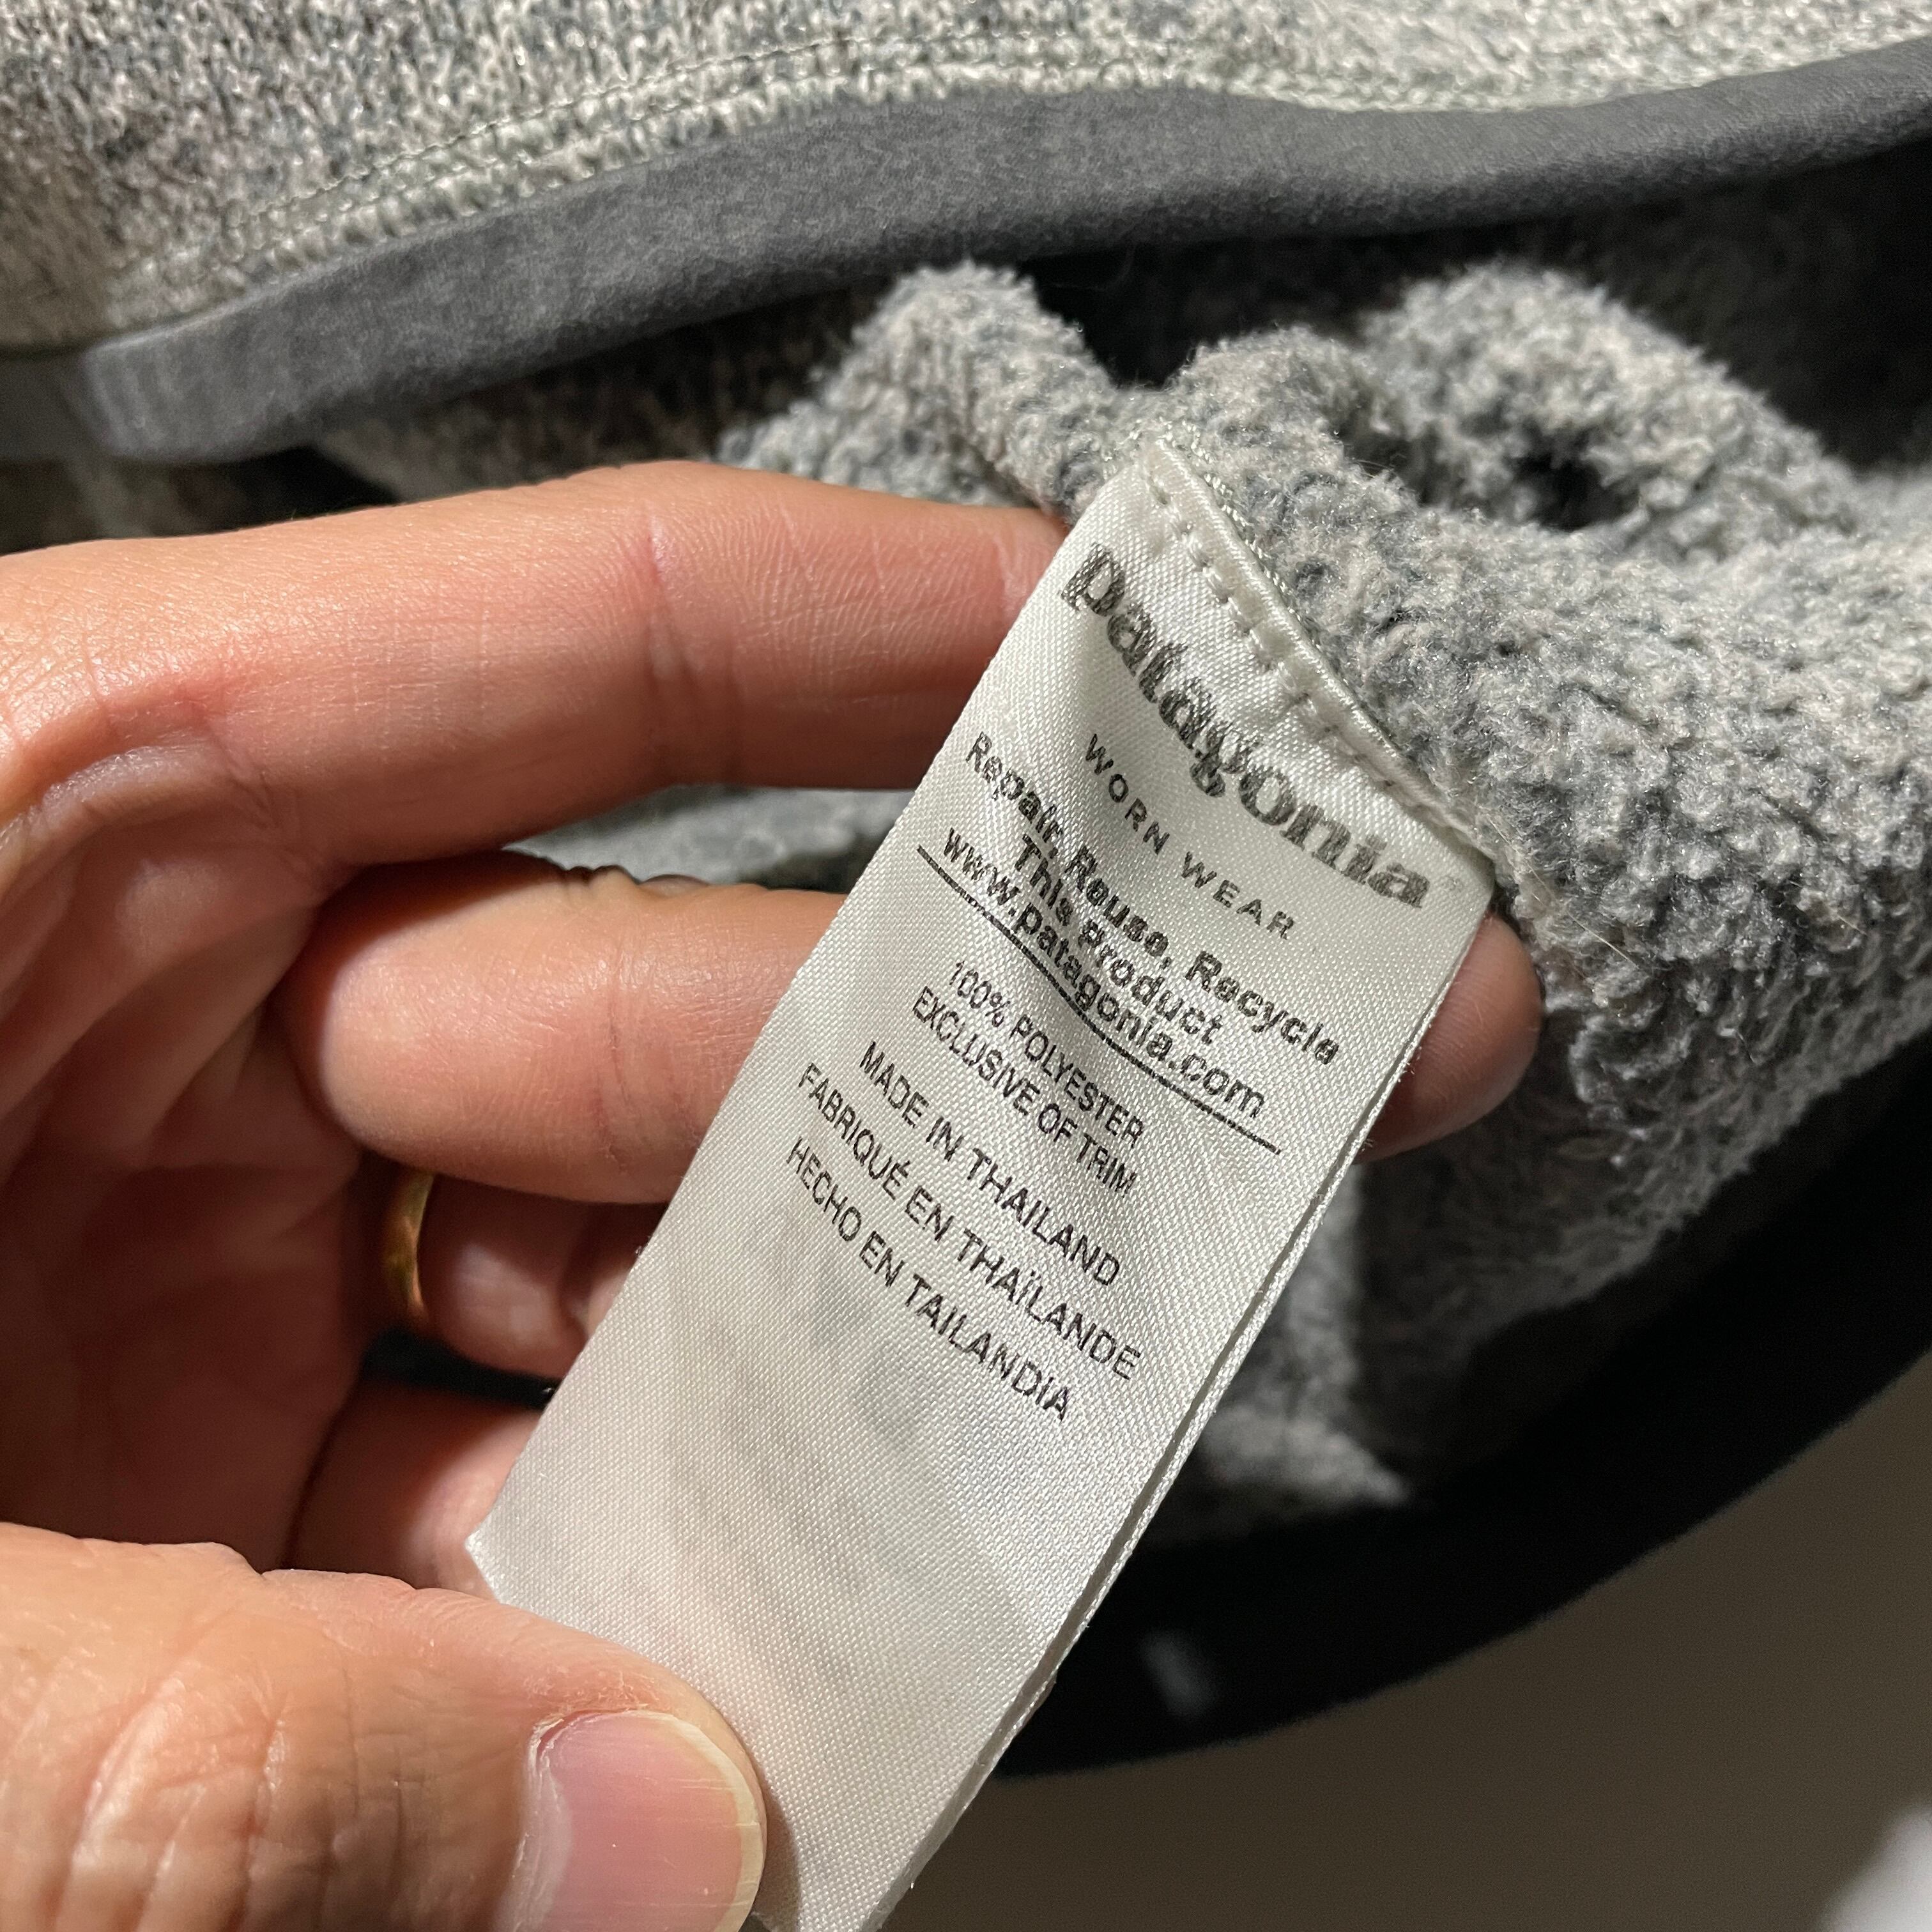 patagonia®
WORN WEAR
Repair, Reuse, Recycle
This Product
www.patagonia.com
100% POLYESTER
EXCLUSIVE OF TRIM
MADE IN THAILAND
FABRIQUÉ EN THAÏLANDE
HECHO EN TAILANDIA